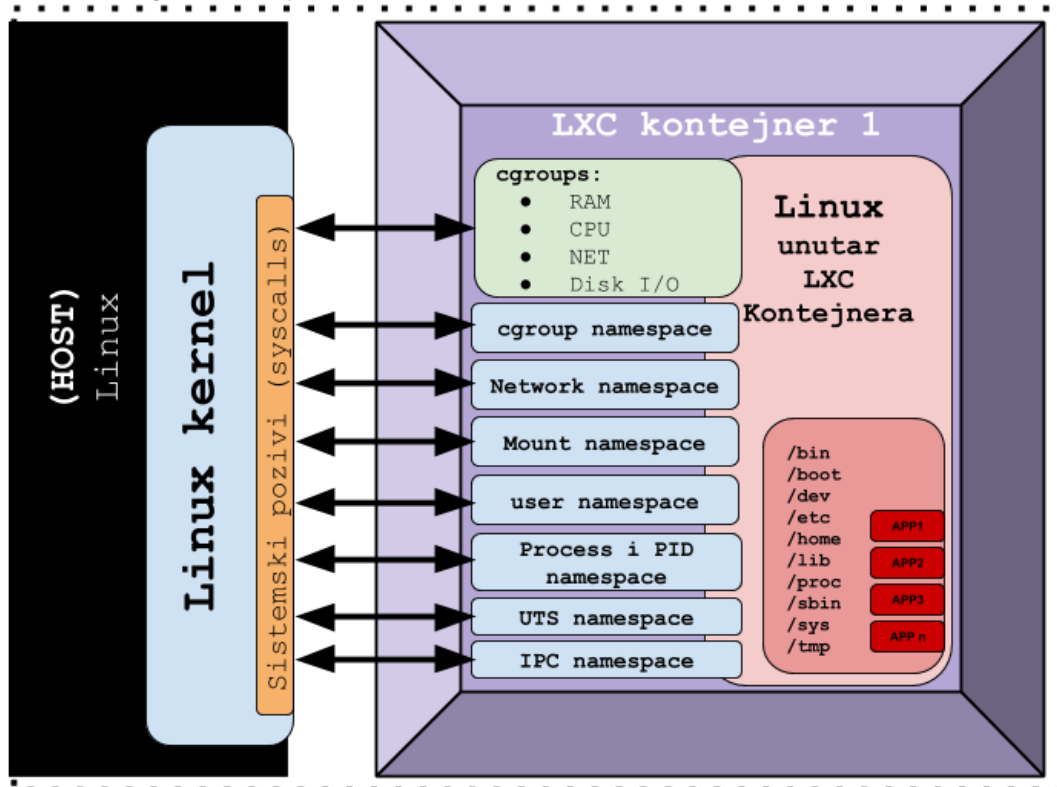 (HOST)
Linux
Linux kernel
Sistemski pozivi (syscalls)
LXC kontejner 1
cgroups:
● RAM
● CPU
● NET
● Disk I/O
cgroup namespace
Network namespace
Mount namespace
user namespace
Process i PID
namespace
UTS namespace
IPC namespace
Linux
unutar
LXC
Kontejnera
/bin
/boot
/dev
/etc
/home
/lib
/proc
/sbin
/sys
/tmp
APP1
APP2
APP3
APP n